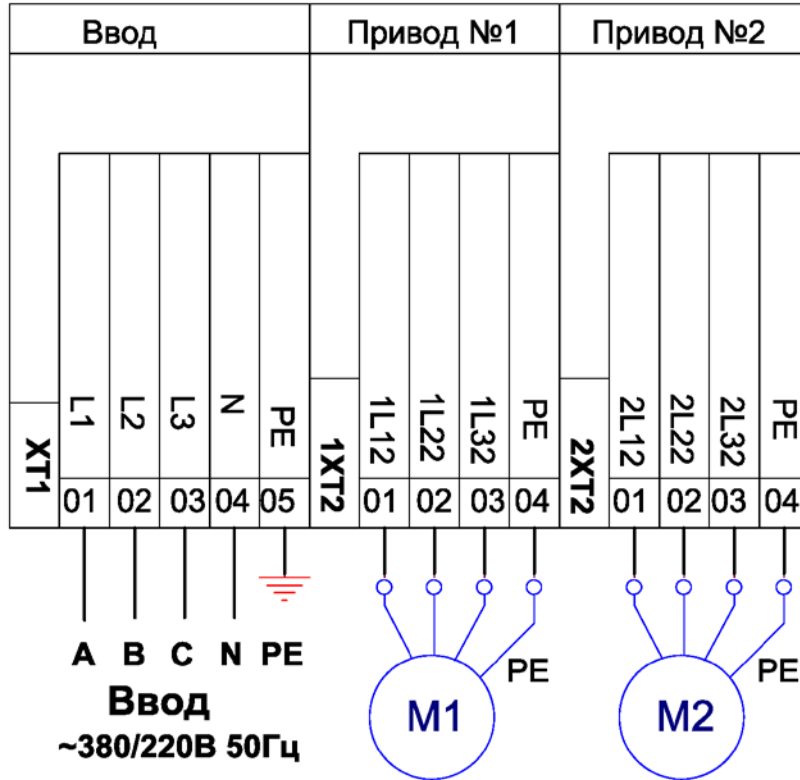 Ввод Привод №1 Привод №2
L1 L2 L3 N PE 1L12 1L22 1L32 PE 2L12 2L22 2L32 PE
XT1 1XT2 2XT2
01 02 03 04 05 01 02 03 04 01 02 03 04
A B C N PE
PE PE
M1 M2
Ввод
~380/220В 50Гц